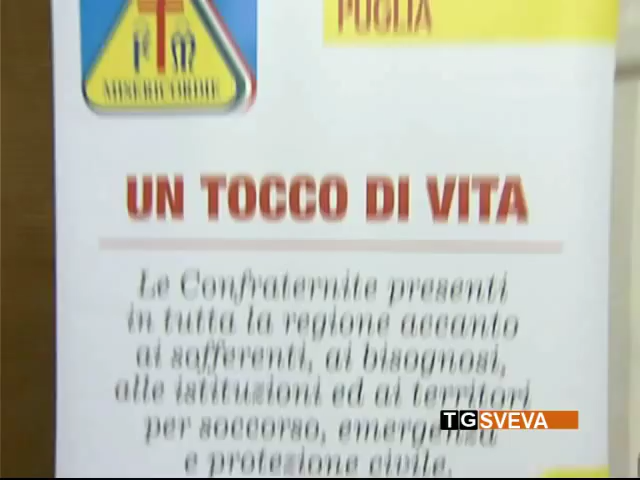 PUGLIA
F M
MISERICORDIE
UN TOCCO DI VITA
Le Confraternite presenti
in tutta la regione accanto
ai sofferenti, ai bisognosi,
alle istituzioni ed ai territori
per soccorso, emergenza
e protezione civile.
TGSVEVA